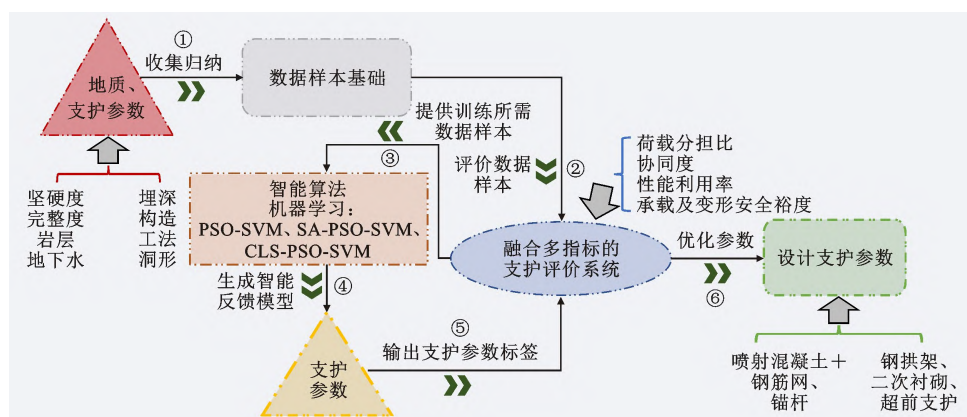 ①
收集归纳
地质、
支护参数
数据样本基础
坚硬度
完整度
岩层
地下水
埋深
构造
工法
洞形
提供训练所需
数据样本
③
评价数据
样本
②
荷载分担比
协同度
性能利用率
承载及变形安全裕度
智能算法
机器学习：
PSO-SVM、SA-PSO-SVM、
CLS-PSO-SVM
融合多指标的
支护评价系统
优化参数
⑥
设计支护参数
生成智能
反馈模型
④
支护
参数
⑤
输出支护参数标签
喷射混凝土＋
钢筋网、
锚杆
钢拱架、
二次衬砌、
超前支护